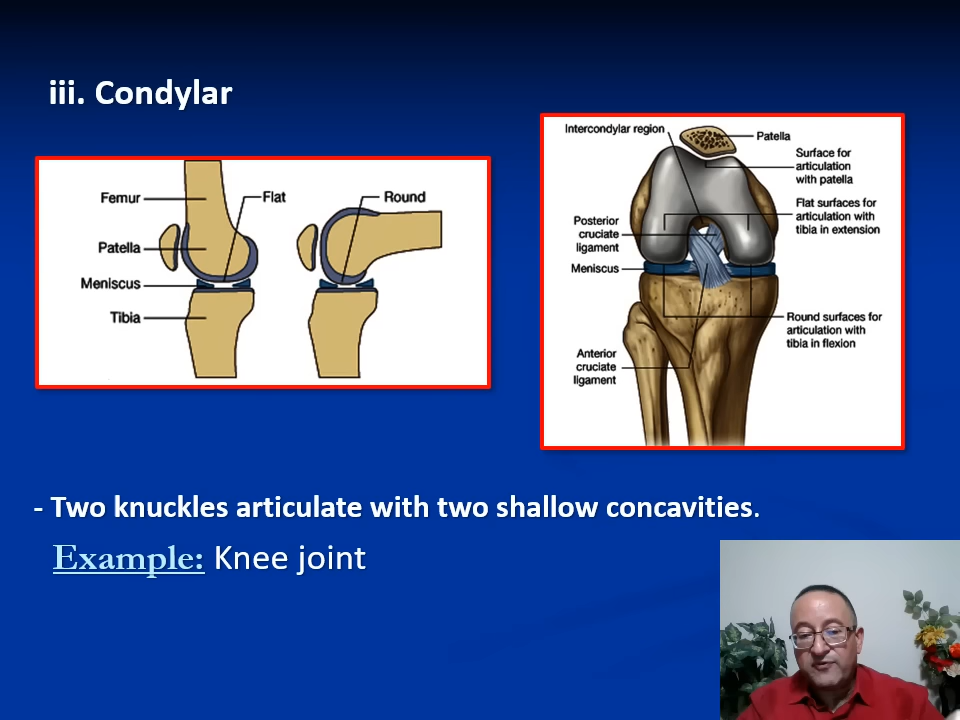 iii. Condylar
Femur
Flat
Round
Patella
Meniscus
Tibia
Intercondylar region
Patella
Surface for
articulation
with patella
Flat surfaces for
articulation with
tibia in extension
Posterior
cruciate
ligament
Meniscus
Round surfaces for
articulation with
tibia in flexion
Anterior
cruciate
ligament
- Two knuckles articulate with two shallow concavities.
Example: Knee joint